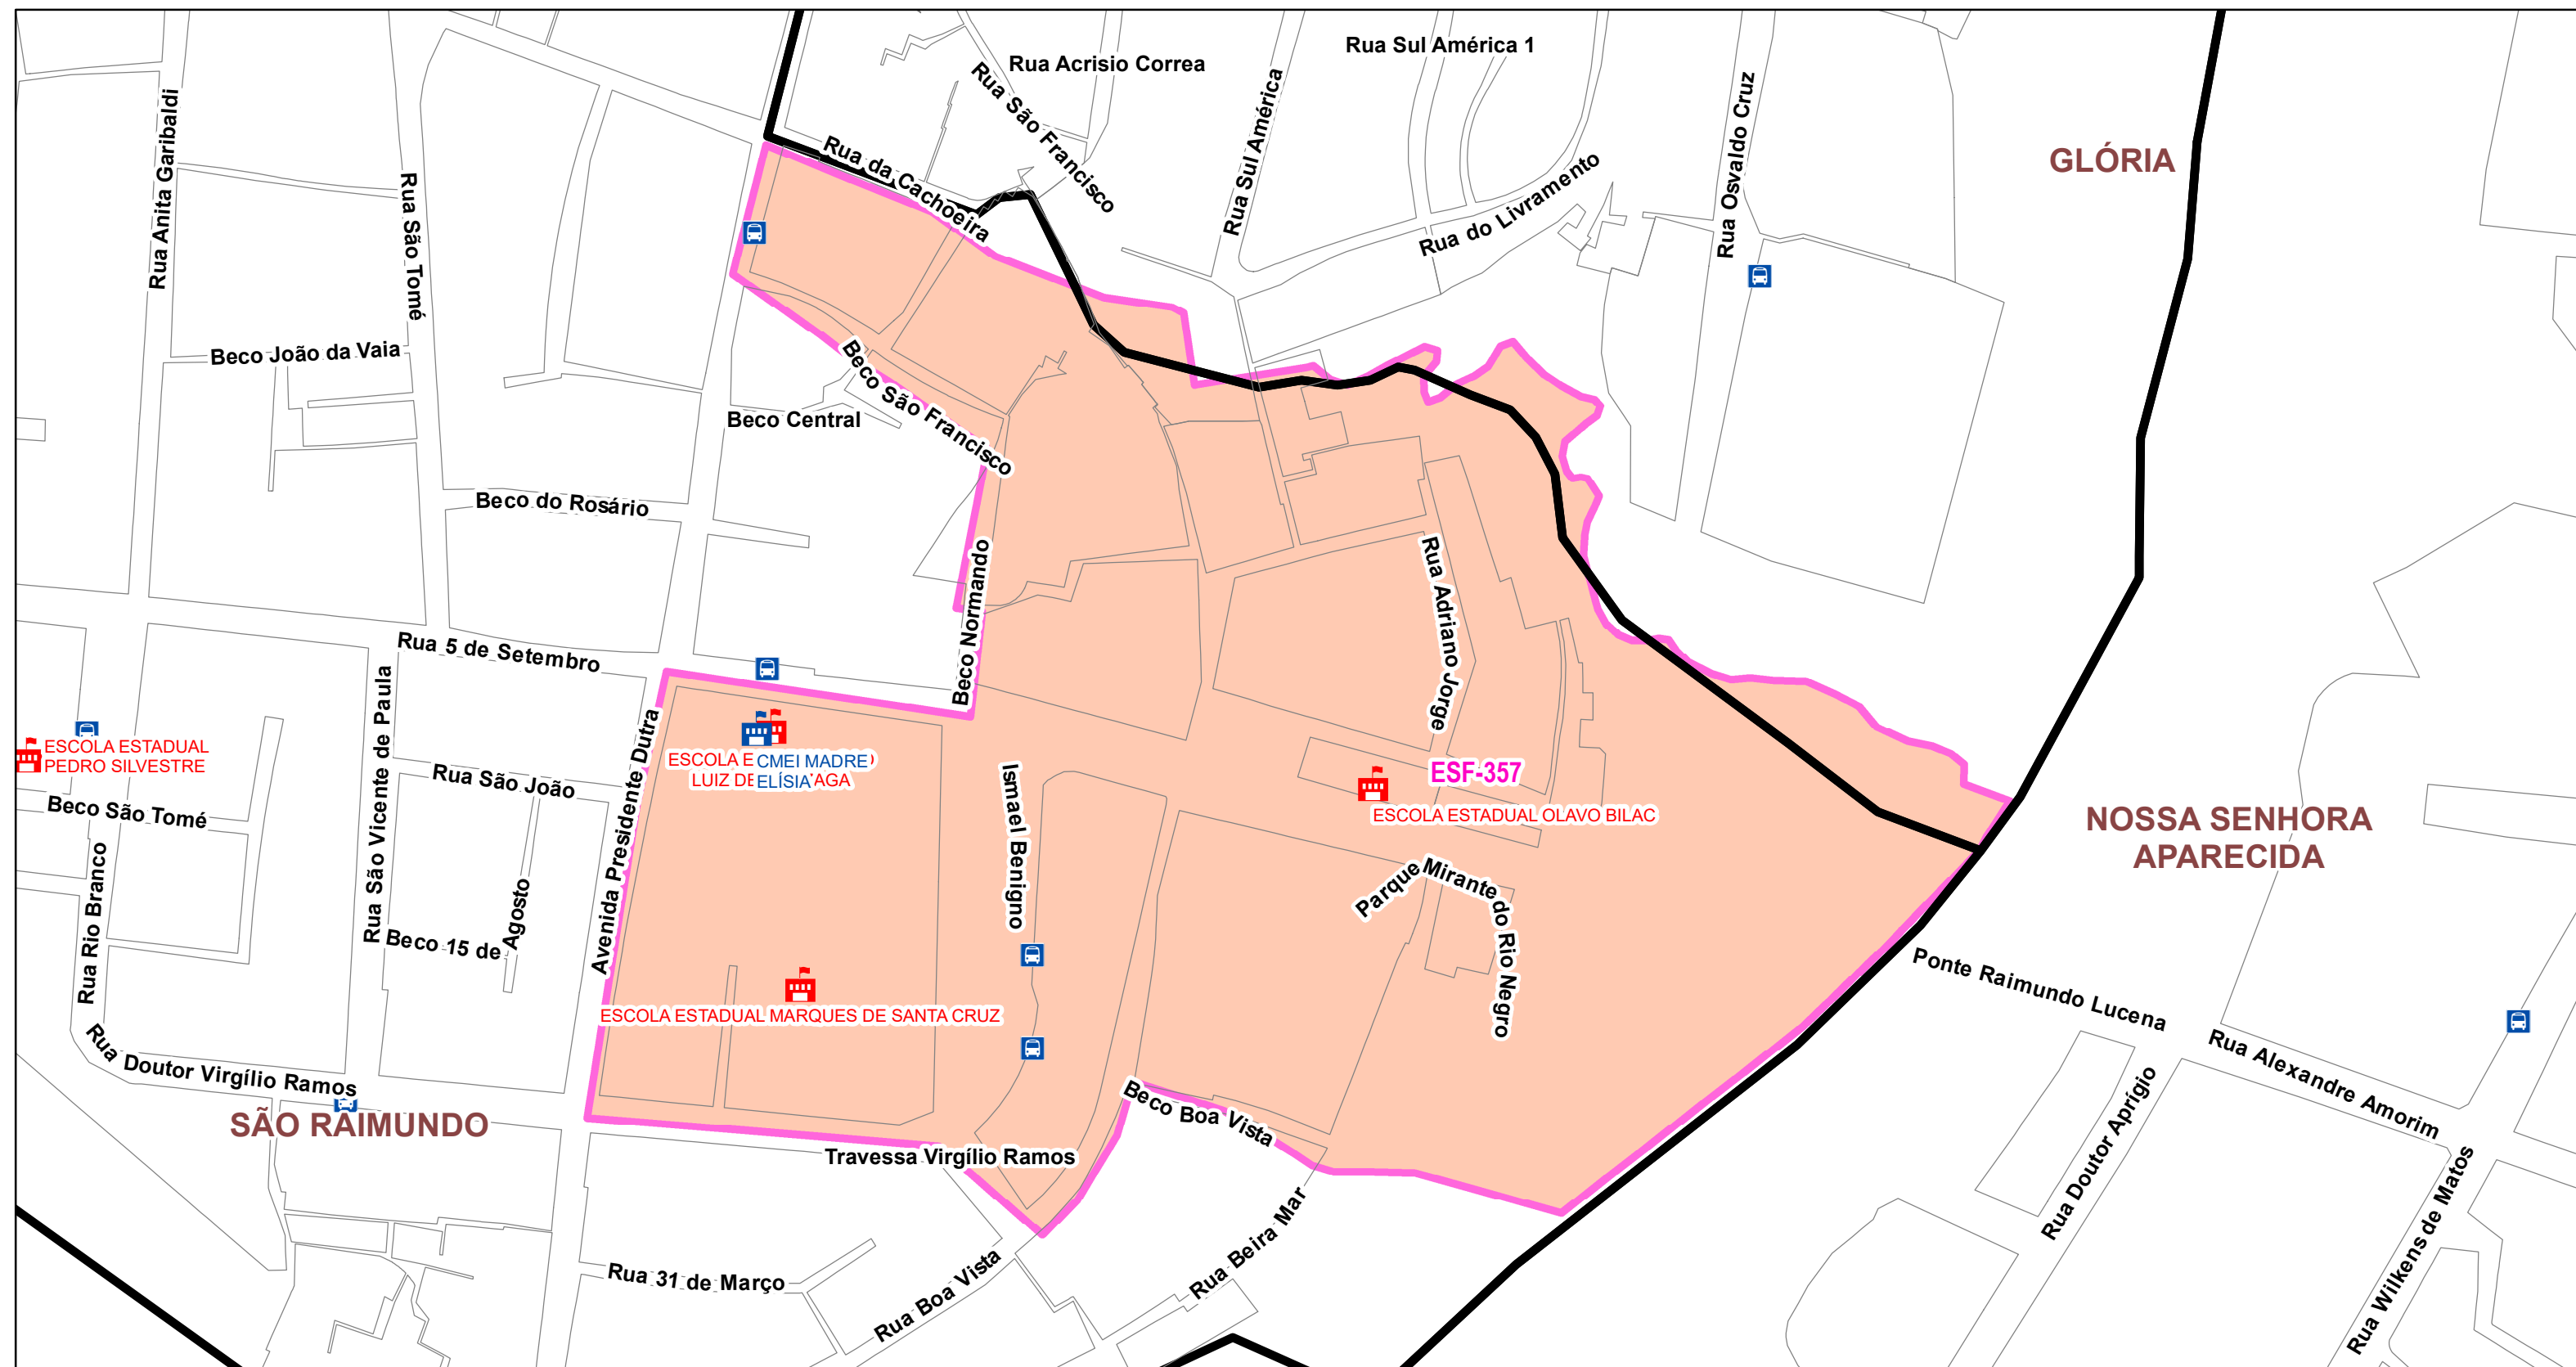 Rua Acrisio Correa
Rua Sul América 1
Rua São Francisco
Rua Sul América
Rua Osvaldo Cruz
Rua Anita Garibaldi
GLÓRIA
Rua da Cachoeira
Rua do Livramento
Rua São Tomé
Beco João da Vaia
Beco São Francisco
Beco Central
Beco do Rosário
Beco Normando
Rua Adriano Jorge
Rua 5 de Setembro
Rua São Vicente de Paula
Avenida Presidente Dutra
ESCOLA ESTADUAL
PEDRO SILVESTRE
ESCOLA E
LUIZ DE
CMEI MADRE
ELÍSIA
AGA
Rua São João
Ismael Benigno
ESF-357
ESCOLA ESTADUAL OLAVO BILAC
Beco São Tomé
NOSSA SENHORA
APARECIDA
Rua Rio Branco
Beco 15 de Agosto
Parque Mirante do Rio Negro
Ponte Raimundo Lucena
ESCOLA ESTADUAL MARQUES DE SANTA CRUZ
Rua Doutor Virgílio Ramos
Rua Alexandre Amorim
SÃO RAIMUNDO
Beco Boa Vista
Travessa Virgílio Ramos
Rua Doutor Aprígio
Rua Beira Mar
Rua Wilkens de Matos
Rua 31 de Março
Rua Boa Vista